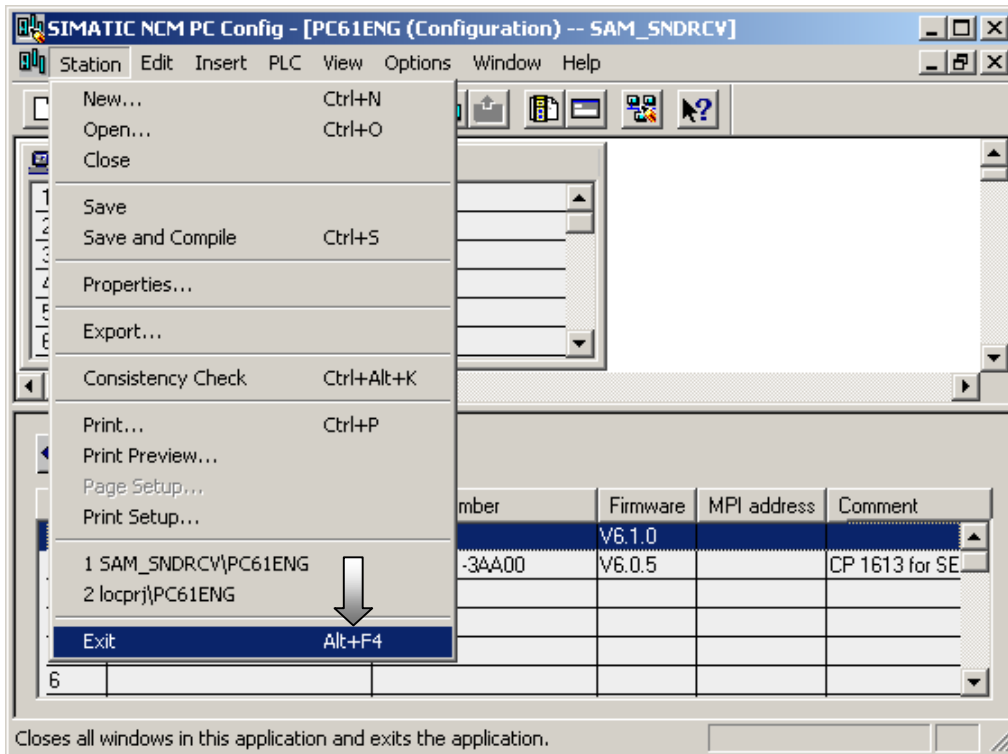 SIMATIC NCM PC Config - [PC61ENG (Configuration) -- SAM_SNDRCV]
Station Edit Insert PLC View Options Window Help
New... Ctrl+N
Open... Ctrl+O
Close
Save
Save and Compile Ctrl+S
Properties...
Export...
Consistency Check Ctrl+Alt+K
Print... Ctrl+P
Print Preview...
Page Setup...
Print Setup...
1 SAM_SNDRCV\PC61ENG
2 locprj\PC61ENG
Exit Alt+F4
mber Firmware MPI address Comment
V6.1.0
-3AA00 V6.0.5 CP 1613 for SE
6
Closes all windows in this application and exits the application.